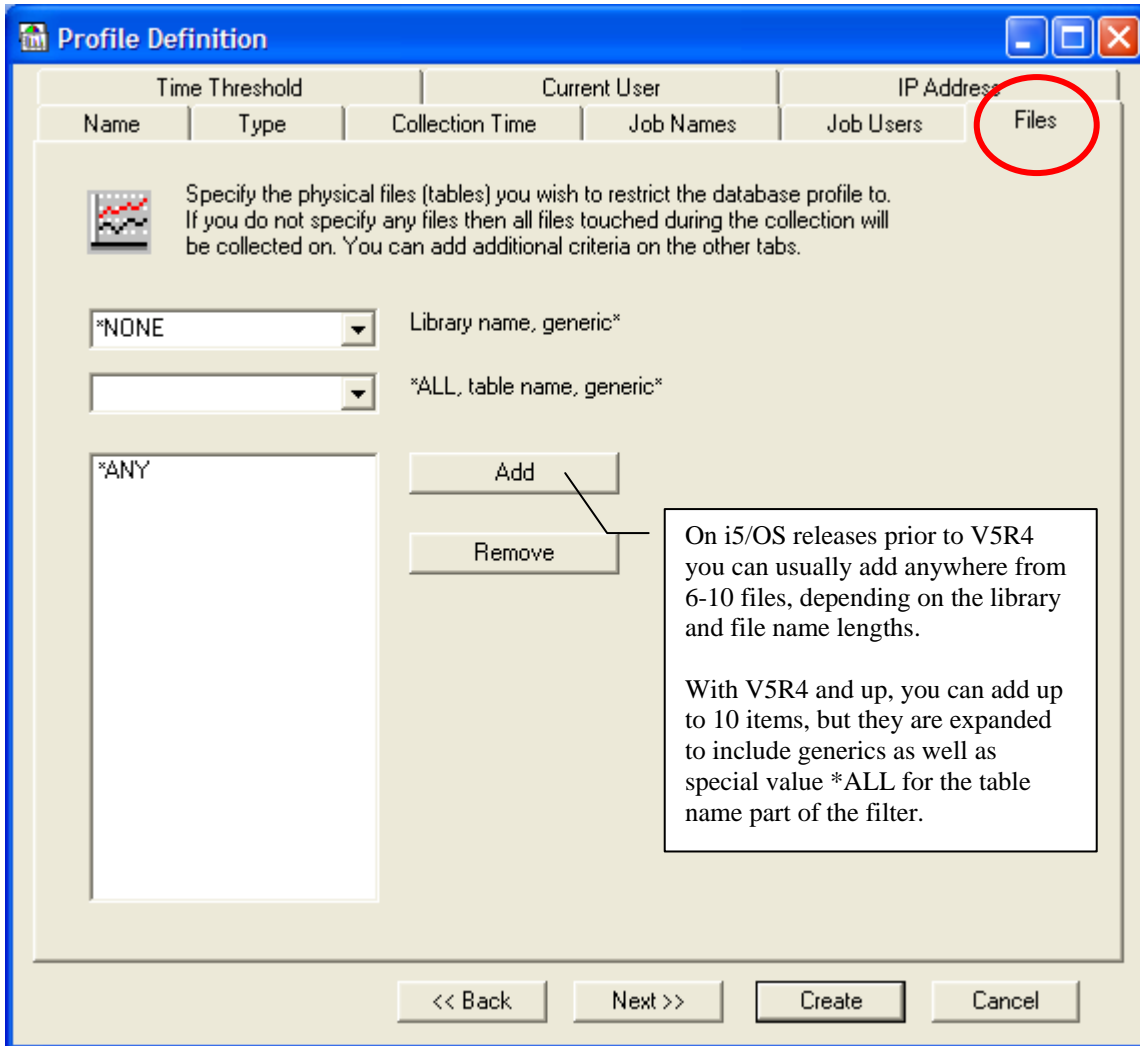 Profile Definition
Time Threshold
Current User
IP Address
Name
Type
Collection Time
Job Names
Job Users
Files
Specify the physical files (tables) you wish to restrict the database profile to.
If you do not specify any files then all files touched during the collection will
be collected on. You can add additional criteria on the other tabs.
*NONE
Library name, generic*
*ALL, table name, generic*
*ANY
Add
Remove
On i5/OS releases prior to V5R4
you can usually add anywhere from
6-10 files, depending on the library
and file name lengths.
With V5R4 and up, you can add up
to 10 items, but they are expanded
to include generics as well as
special value *ALL for the table
name part of the filter.
<< Back
Next >>
Create
Cancel